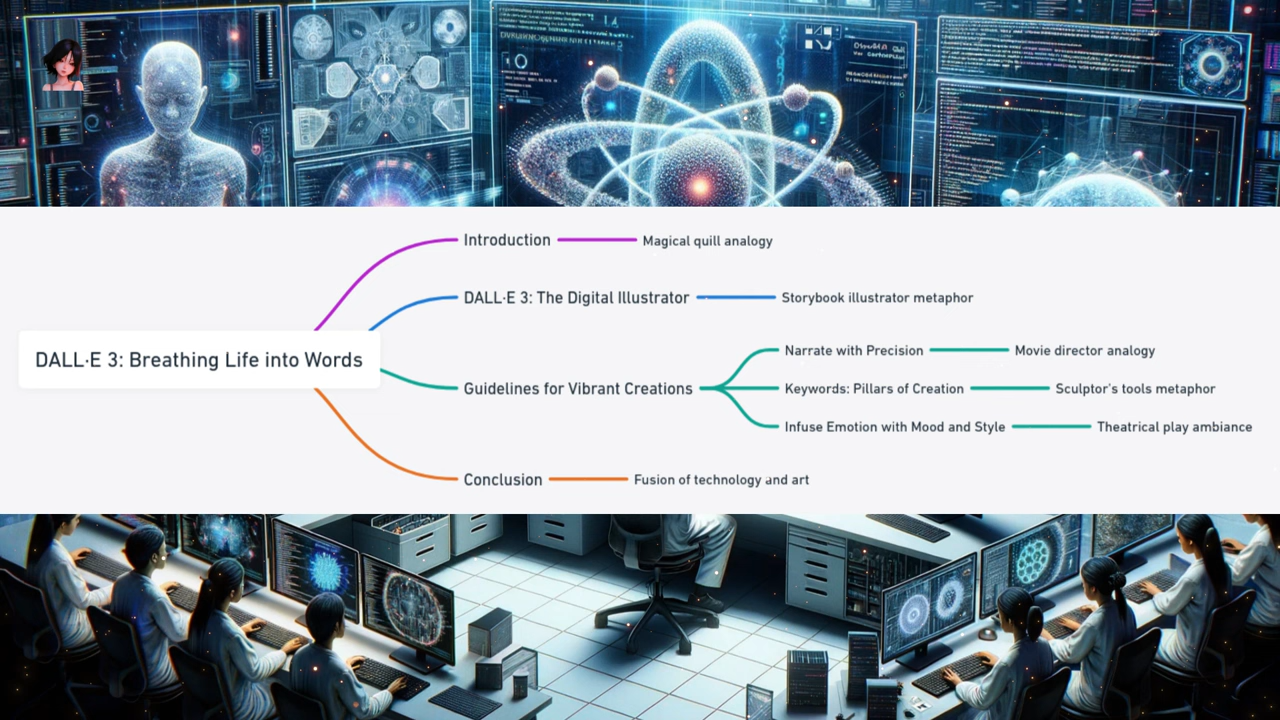 Introduction
Magical quill analogy
DALL·E 3: The Digital Illustrator
Storybook illustrator metaphor
DALL·E 3: Breathing Life into Words
Guidelines for Vibrant Creations
Narrate with Precision
Movie director analogy
Keywords: Pillars of Creation
Sculptor's tools metaphor
Infuse Emotion with Mood and Style
Theatrical play ambiance
Conclusion
Fusion of technology and art